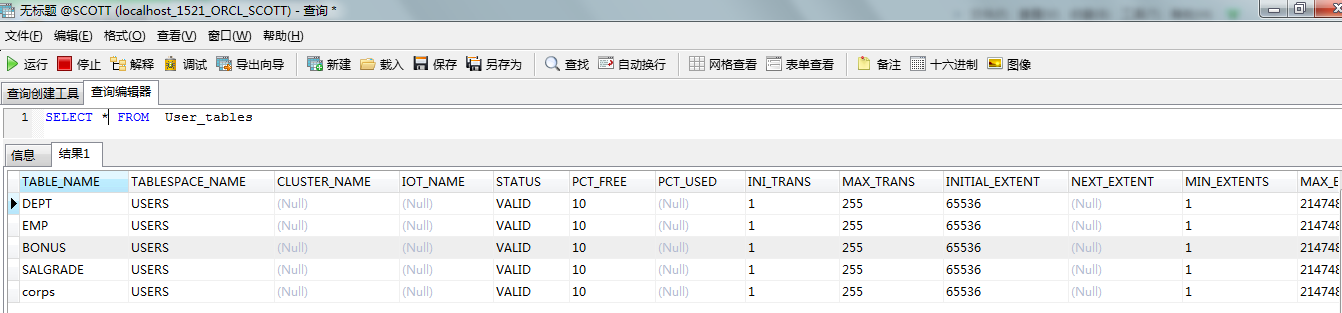 无标题 @SCOTT (localhost_1521_ORCL_SCOTT) - 查询 *
文件(F) 编辑(E) 格式(O) 查看(V) 窗口(W) 帮助(H)
运行 停止 解释 调试 导出向导 新建 载入 保存 另存为 查找 自动换行 网格查看 表单查看 备注 十六进制 图像
查询创建工具 查询编辑器
1 SELECT * FROM User_tables
信息 结果1
TABLE_NAME TABLESPACE_NAME CLUSTER_NAME IOT_NAME STATUS PCT_FREE PCT_USED INI_TRANS MAX_TRANS INITIAL_EXTENT NEXT_EXTENT MIN_EXTENTS MAX_E
DEPT USERS (Null) (Null) VALID 10 (Null) 1 255 65536 (Null) 1 214748
EMP USERS (Null) (Null) VALID 10 (Null) 1 255 65536 (Null) 1 214748
BONUS USERS (Null) (Null) VALID 10 (Null) 1 255 65536 (Null) 1 214748
SALGRADE USERS (Null) (Null) VALID 10 (Null) 1 255 65536 (Null) 1 214748
corps USERS (Null) (Null) VALID 10 (Null) 1 255 65536 (Null) 1 214748